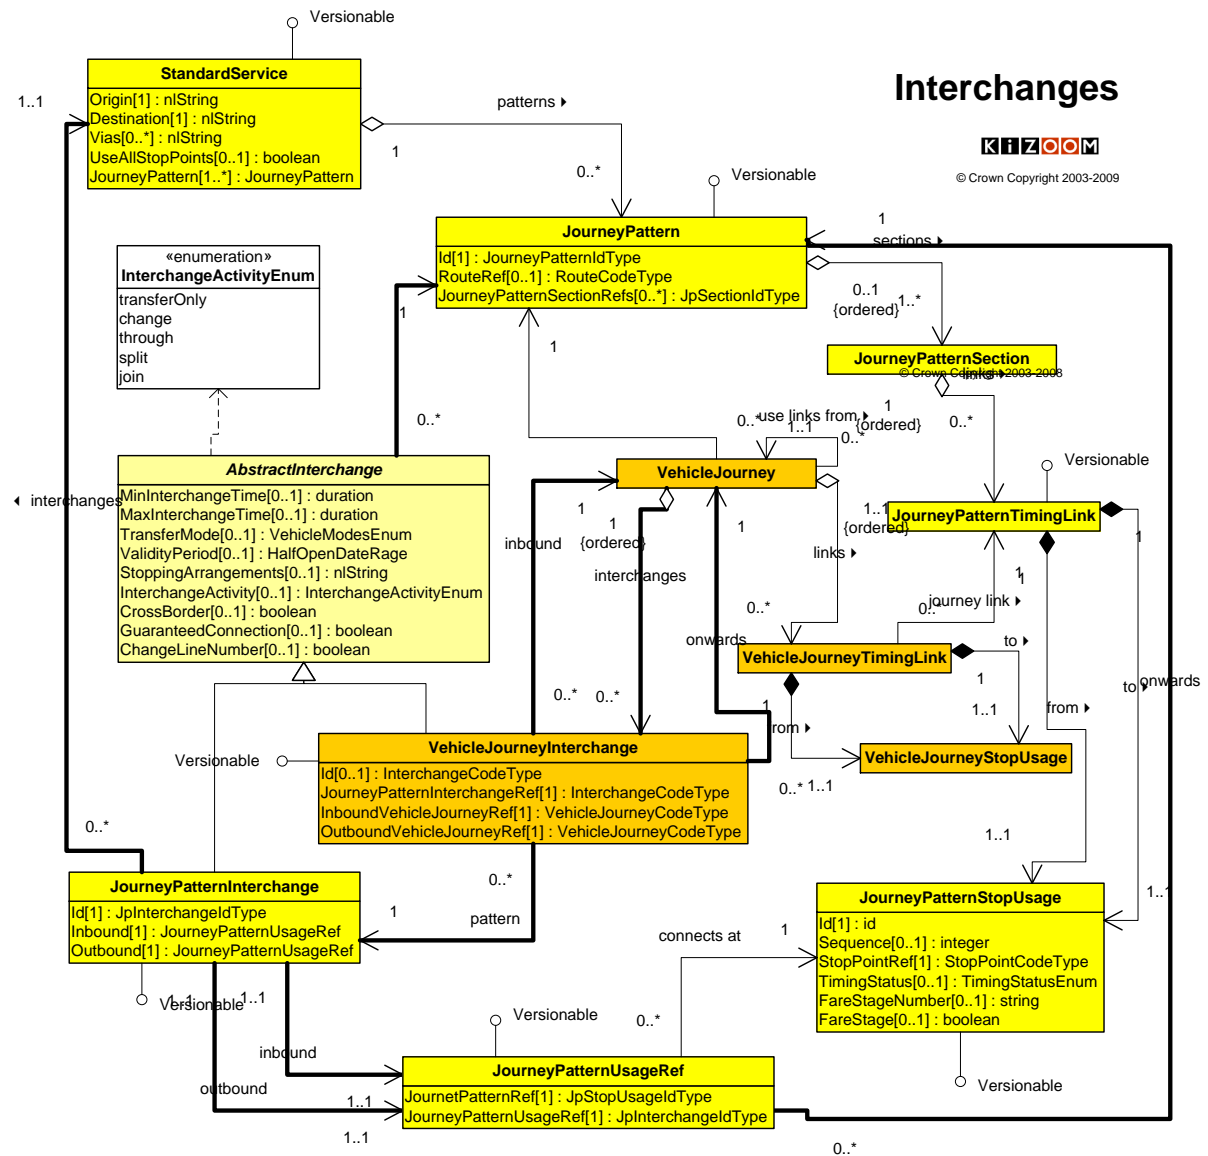 Versionable
StandardService
Origin[1] : nlString
Destination[1] : nlString
Vias[0..*] : nlString
UseAllStopPoints[0..1] : boolean
JourneyPattern[1..*] : JourneyPattern
1..1
patterns
1
0..*
Interchanges
KiZOOM
© Crown Copyright 2003-2009
Versionable
JourneyPattern
Id[1] : JourneyPatternIdType
RouteRef[0..1] : RouteCodeType
JourneyPatternSectionRefs[0..*] : JpSectionIdType
1
sections
0..1
{ordered}
1..*
«enumeration»
InterchangeActivityEnum
transferOnly
change
through
split
join
1
1
0..*
JourneyPatternSection
© Crown Copyright 2003-2008
links
0..*
use links from
1
{ordered}
1..1
0..*
0..*
Versionable
AbstractInterchange
MinInterchangeTime[0..1] : duration
MaxInterchangeTime[0..1] : duration
TransferMode[0..1] : VehicleModesEnum
ValidityPeriod[0..1] : HalfOpenDateRage
StoppingArrangements[0..1] : nlString
InterchangeActivity[0..1] : InterchangeActivityEnum
CrossBorder[0..1] : boolean
GuaranteedConnection[0..1] : boolean
ChangeLineNumber[0..1] : boolean
interchanges
VehicleJourney
1
1
{ordered}
inbound
interchanges
1
1..1
{ordered}
links
JourneyPatternTimingLink
1
1
1
journey link
0..*
0..*
onwards
VehicleJourneyTimingLink
to
1
1..1
1
from
0..*
1..1
VehicleJourneyStopUsage
to
onwards
from
1..1
1..1
0..*
0..*
Versionable
VehicleJourneyInterchange
Id[0..1] : InterchangeCodeType
JourneyPatternInterchangeRef[1] : InterchangeCodeType
InboundVehicleJourneyRef[1] : VehicleJourneyCodeType
OutboundVehicleJourneyRef[1] : VehicleJourneyCodeType
0..*
0..*
1
pattern
JourneyPatternInterchange
Id[1] : JpInterchangeIdType
Inbound[1] : JourneyPatternUsageRef
Outbound[1] : JourneyPatternUsageRef
Versionable
1..1
1..1
inbound
outbound
1..1
1..1
connects at
1
0..*
JourneyPatternStopUsage
Id[1] : id
Sequence[0..1] : integer
StopPointRef[1] : StopPointCodeType
TimingStatus[0..1] : TimingStatusEnum
FareStageNumber[0..1] : string
FareStage[0..1] : boolean
Versionable
Versionable
JourneyPatternUsageRef
JournetPatternRef[1] : JpStopUsageIdType
JourneyPatternUsageRef[1] : JpInterchangeIdType
0..*